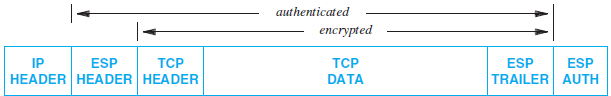 authenticated
encrypted
IP
HEADER
ESP
HEADER
TCP
HEADER
TCP
DATA
ESP
TRAILER
ESP
AUTH